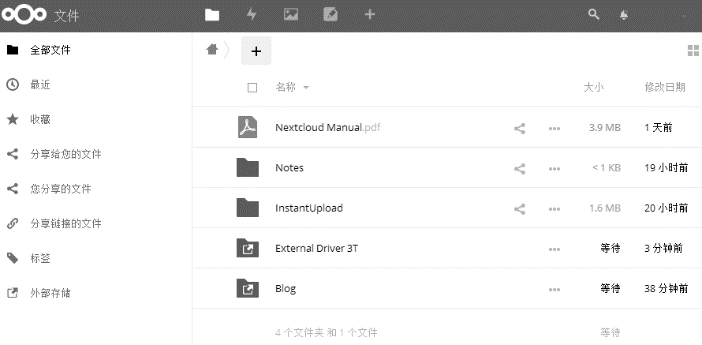 文件
全部文件
最近
收藏
分享给您的文件
您分享的文件
分享链接的文件
标签
外部存储
名称 大小 修改日期
Nextcloud Manual.pdf 3.9 MB 1 天前
Notes < 1 KB 19 小时前
InstantUpload 1.6 MB 20 小时前
External Driver 3T 等待 3 分钟前
Blog 等待 38 分钟前
4 个文件夹 和 1 个文件 等待